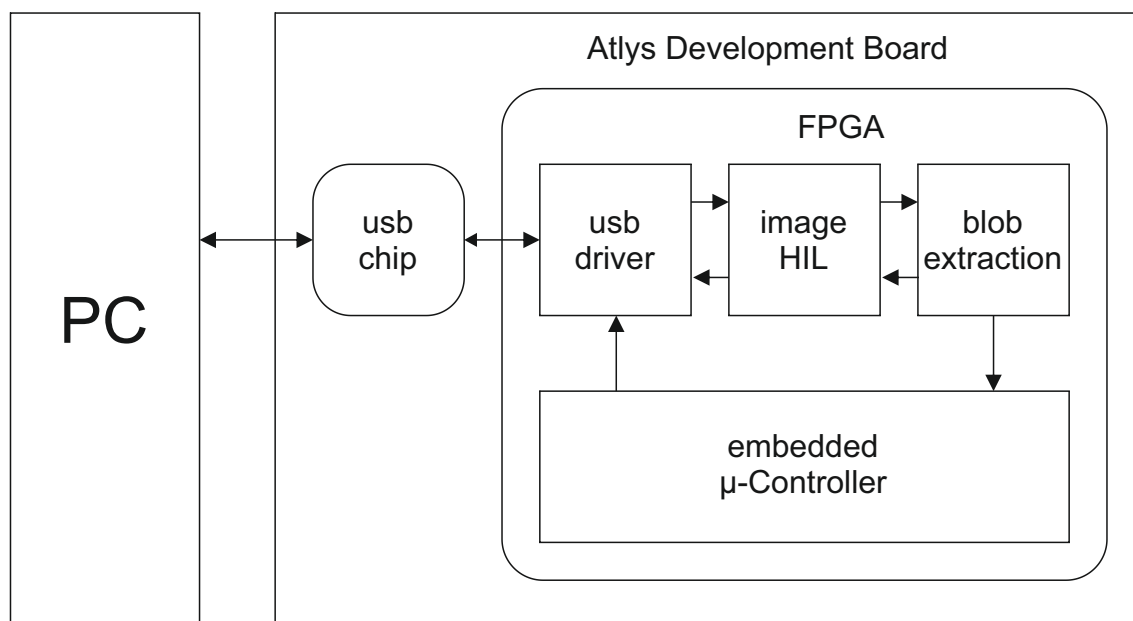 Atlys Development Board
FPGA
PC
usb
chip
usb
driver
image
HIL
blob
extraction
embedded
µ-Controller